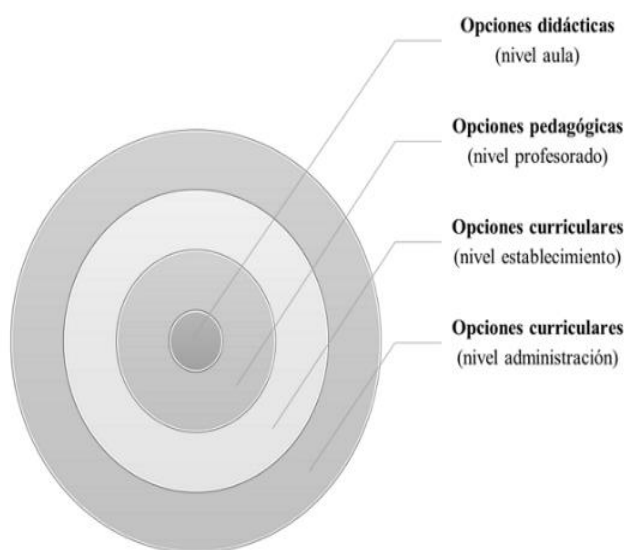 Opciones didácticas
(nivel aula)
Opciones pedagógicas
(nivel profesorado)
Opciones curriculares
(nivel establecimiento)
Opciones curriculares
(nivel administración)